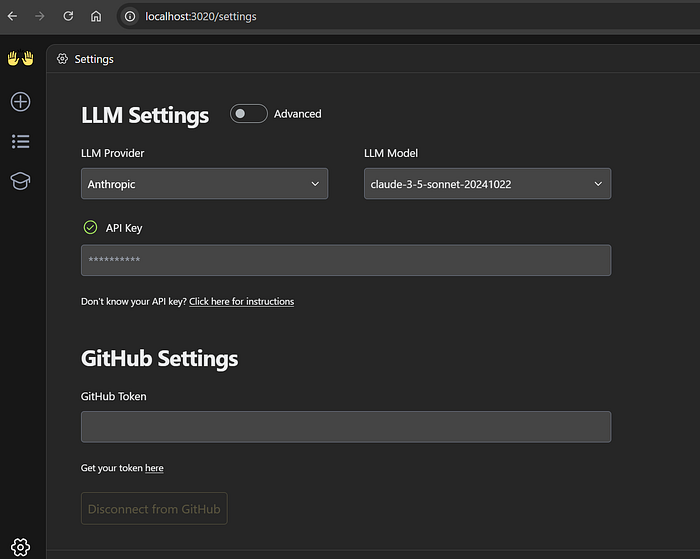 localhost:3020/settings
Settings
LLM Settings
Advanced
LLM Provider
LLM Model
Anthropic
claude-3-5-sonnet-20241022
API Key
**********
Don't know your API key? Click here for instructions
GitHub Settings
GitHub Token
Get your token here
Disconnect from GitHub